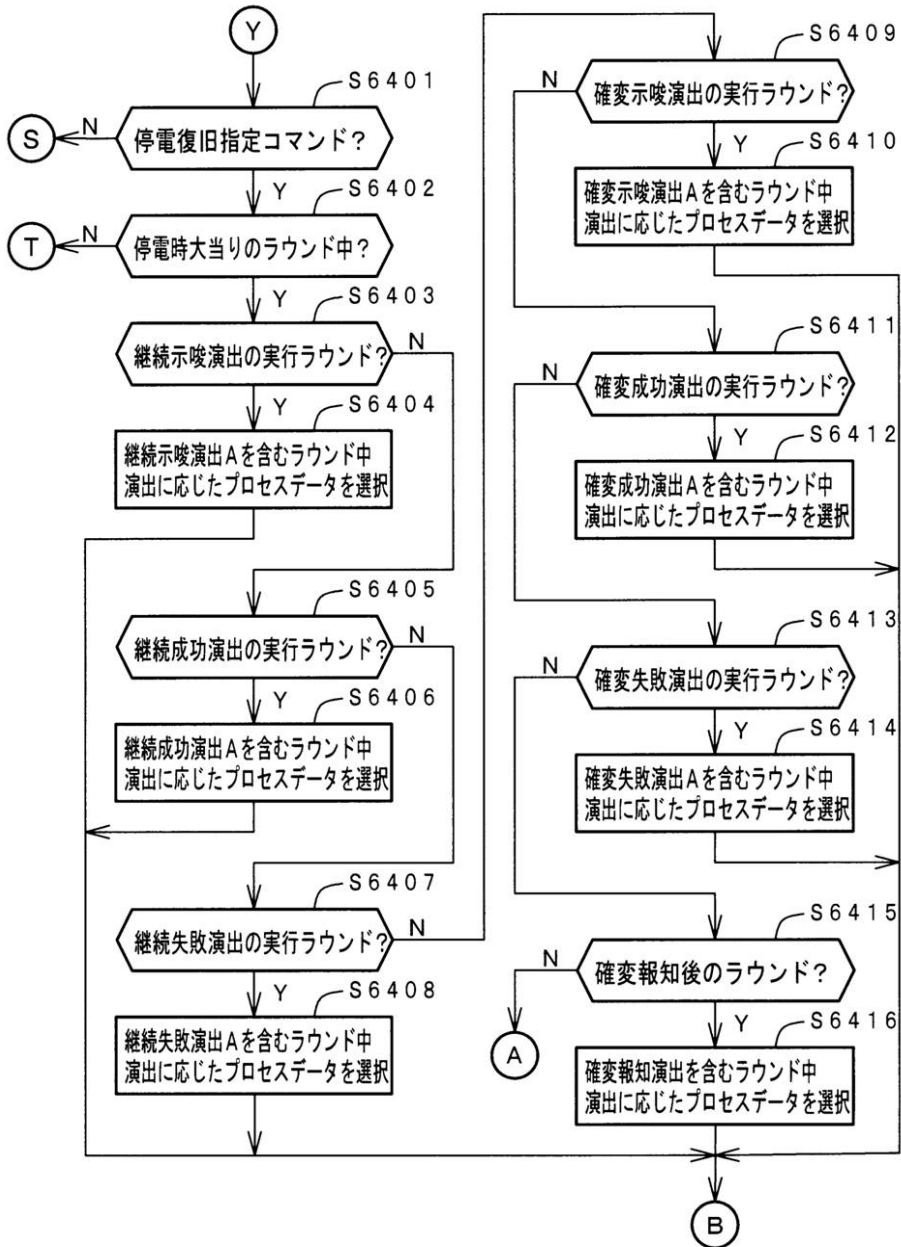 Y
S6401
停電復旧指定コマンド？
N
S
Y
S6402
停電時大当りのラウンド中？
N
T
Y
S6403
継続示唆演出の実行ラウンド？
N
Y
S6404
継続示唆演出Ａを含むラウンド中
演出に応じたプロセスデータを選択
S6405
継続成功演出の実行ラウンド？
N
Y
S6406
継続成功演出Ａを含むラウンド中
演出に応じたプロセスデータを選択
S6407
継続失敗演出の実行ラウンド？
N
Y
S6408
継続失敗演出Ａを含むラウンド中
演出に応じたプロセスデータを選択
S6409
確変示唆演出の実行ラウンド？
N
Y
S6410
確変示唆演出Ａを含むラウンド中
演出に応じたプロセスデータを選択
S6411
確変成功演出の実行ラウンド？
N
Y
S6412
確変成功演出Ａを含むラウンド中
演出に応じたプロセスデータを選択
S6413
確変失敗演出の実行ラウンド？
N
Y
S6414
確変失敗演出Ａを含むラウンド中
演出に応じたプロセスデータを選択
S6415
確変報知後のラウンド？
N
A
Y
S6416
確変報知演出を含むラウンド中
演出に応じたプロセスデータを選択
B